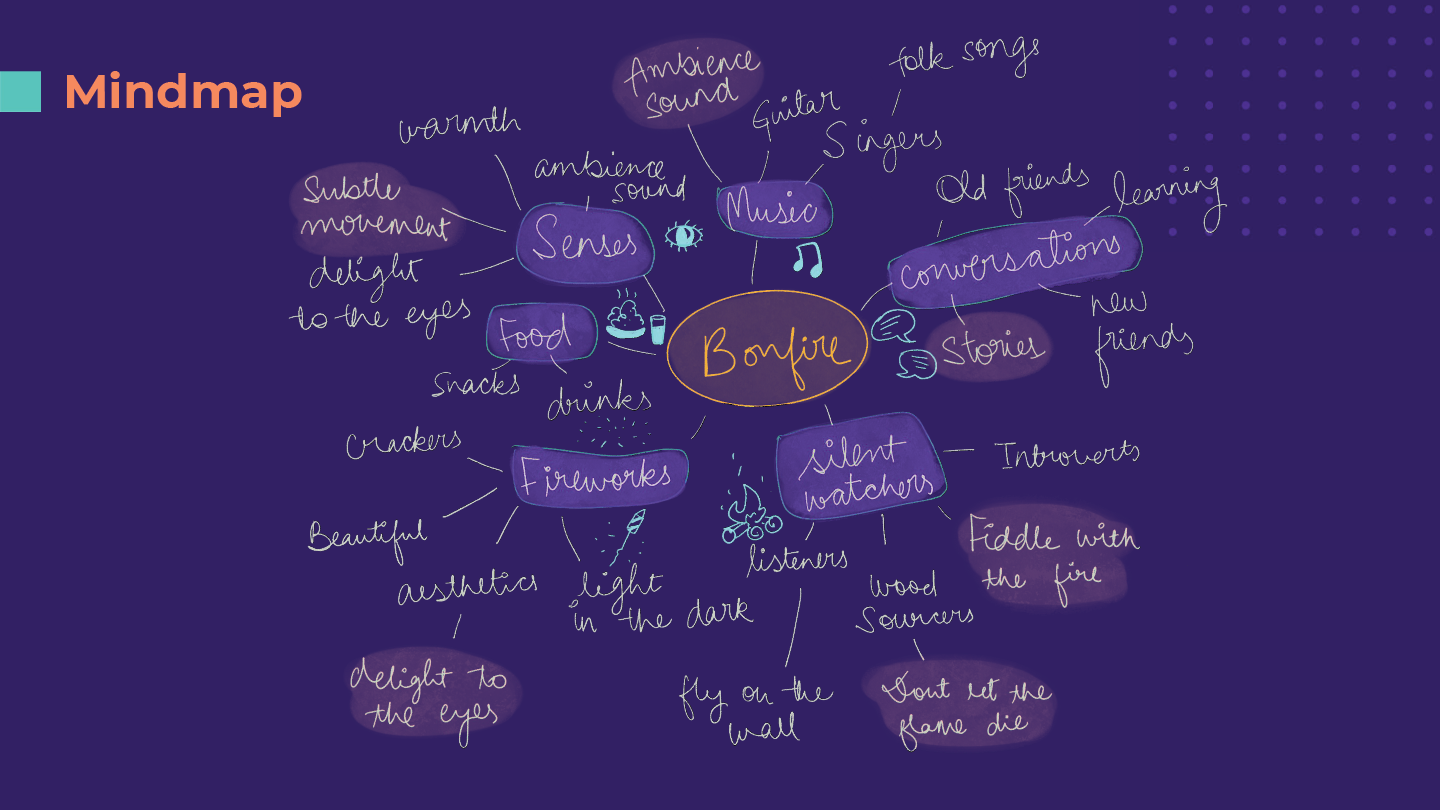 Mindmap
Ambience
sound
folk songs
Guitar
Singers
warmth
ambience
sound
Subtle
movement
Senses
delight
to the eyes
Music
Old friends
learning
conversations
new
friends
Stories
Food
Snacks
drinks
Bonfire
Crackers
Fireworks
Beautiful
aesthetics
light
in the dark
delight to
the eyes
silent
watchers
Introverts
Fiddle with
the fire
listeners
wood
Sourcers
fly on the
wall
Dont let the
flame die